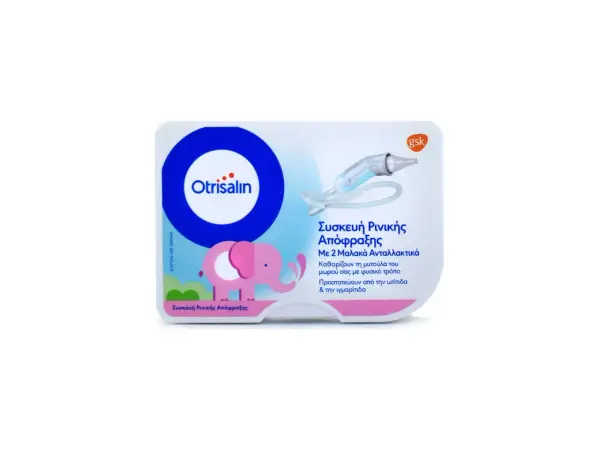 gsk
Otrisalin
Συσκευή Ρινικής
Απόφραξης
Με 2 Μαλακά Ανταλλακτικά
Καθαρίζουν τη μυτούλα του
μωρού σας με φυσικό τρόπο
Προστατεύουν από την ωτίτιδα
& την ιγμορίτιδα
Συσκευή Ρινικής Απόφραξης